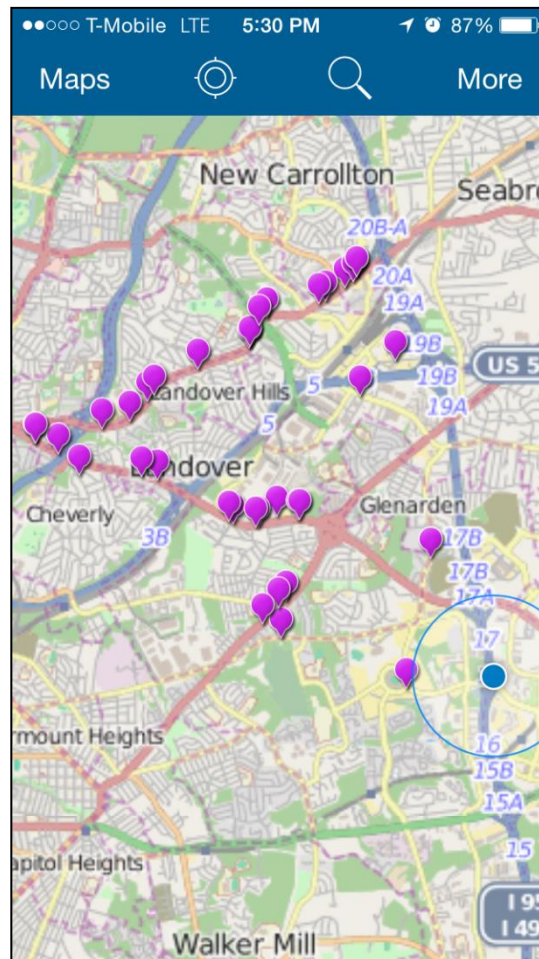 T-Mobile LTE 5:30 PM 87%
Maps More
New Carrollton
Seabr
20B-A
20A
19A
19B
US 5
19B
5
Landover Hills
19A
5
Landover
Glenarden
Cheverly
17B
3B
17B
17A
17
rmount Heights
16
15B
15A
15
apitol Heights
I 95
I 49
Walker Mill